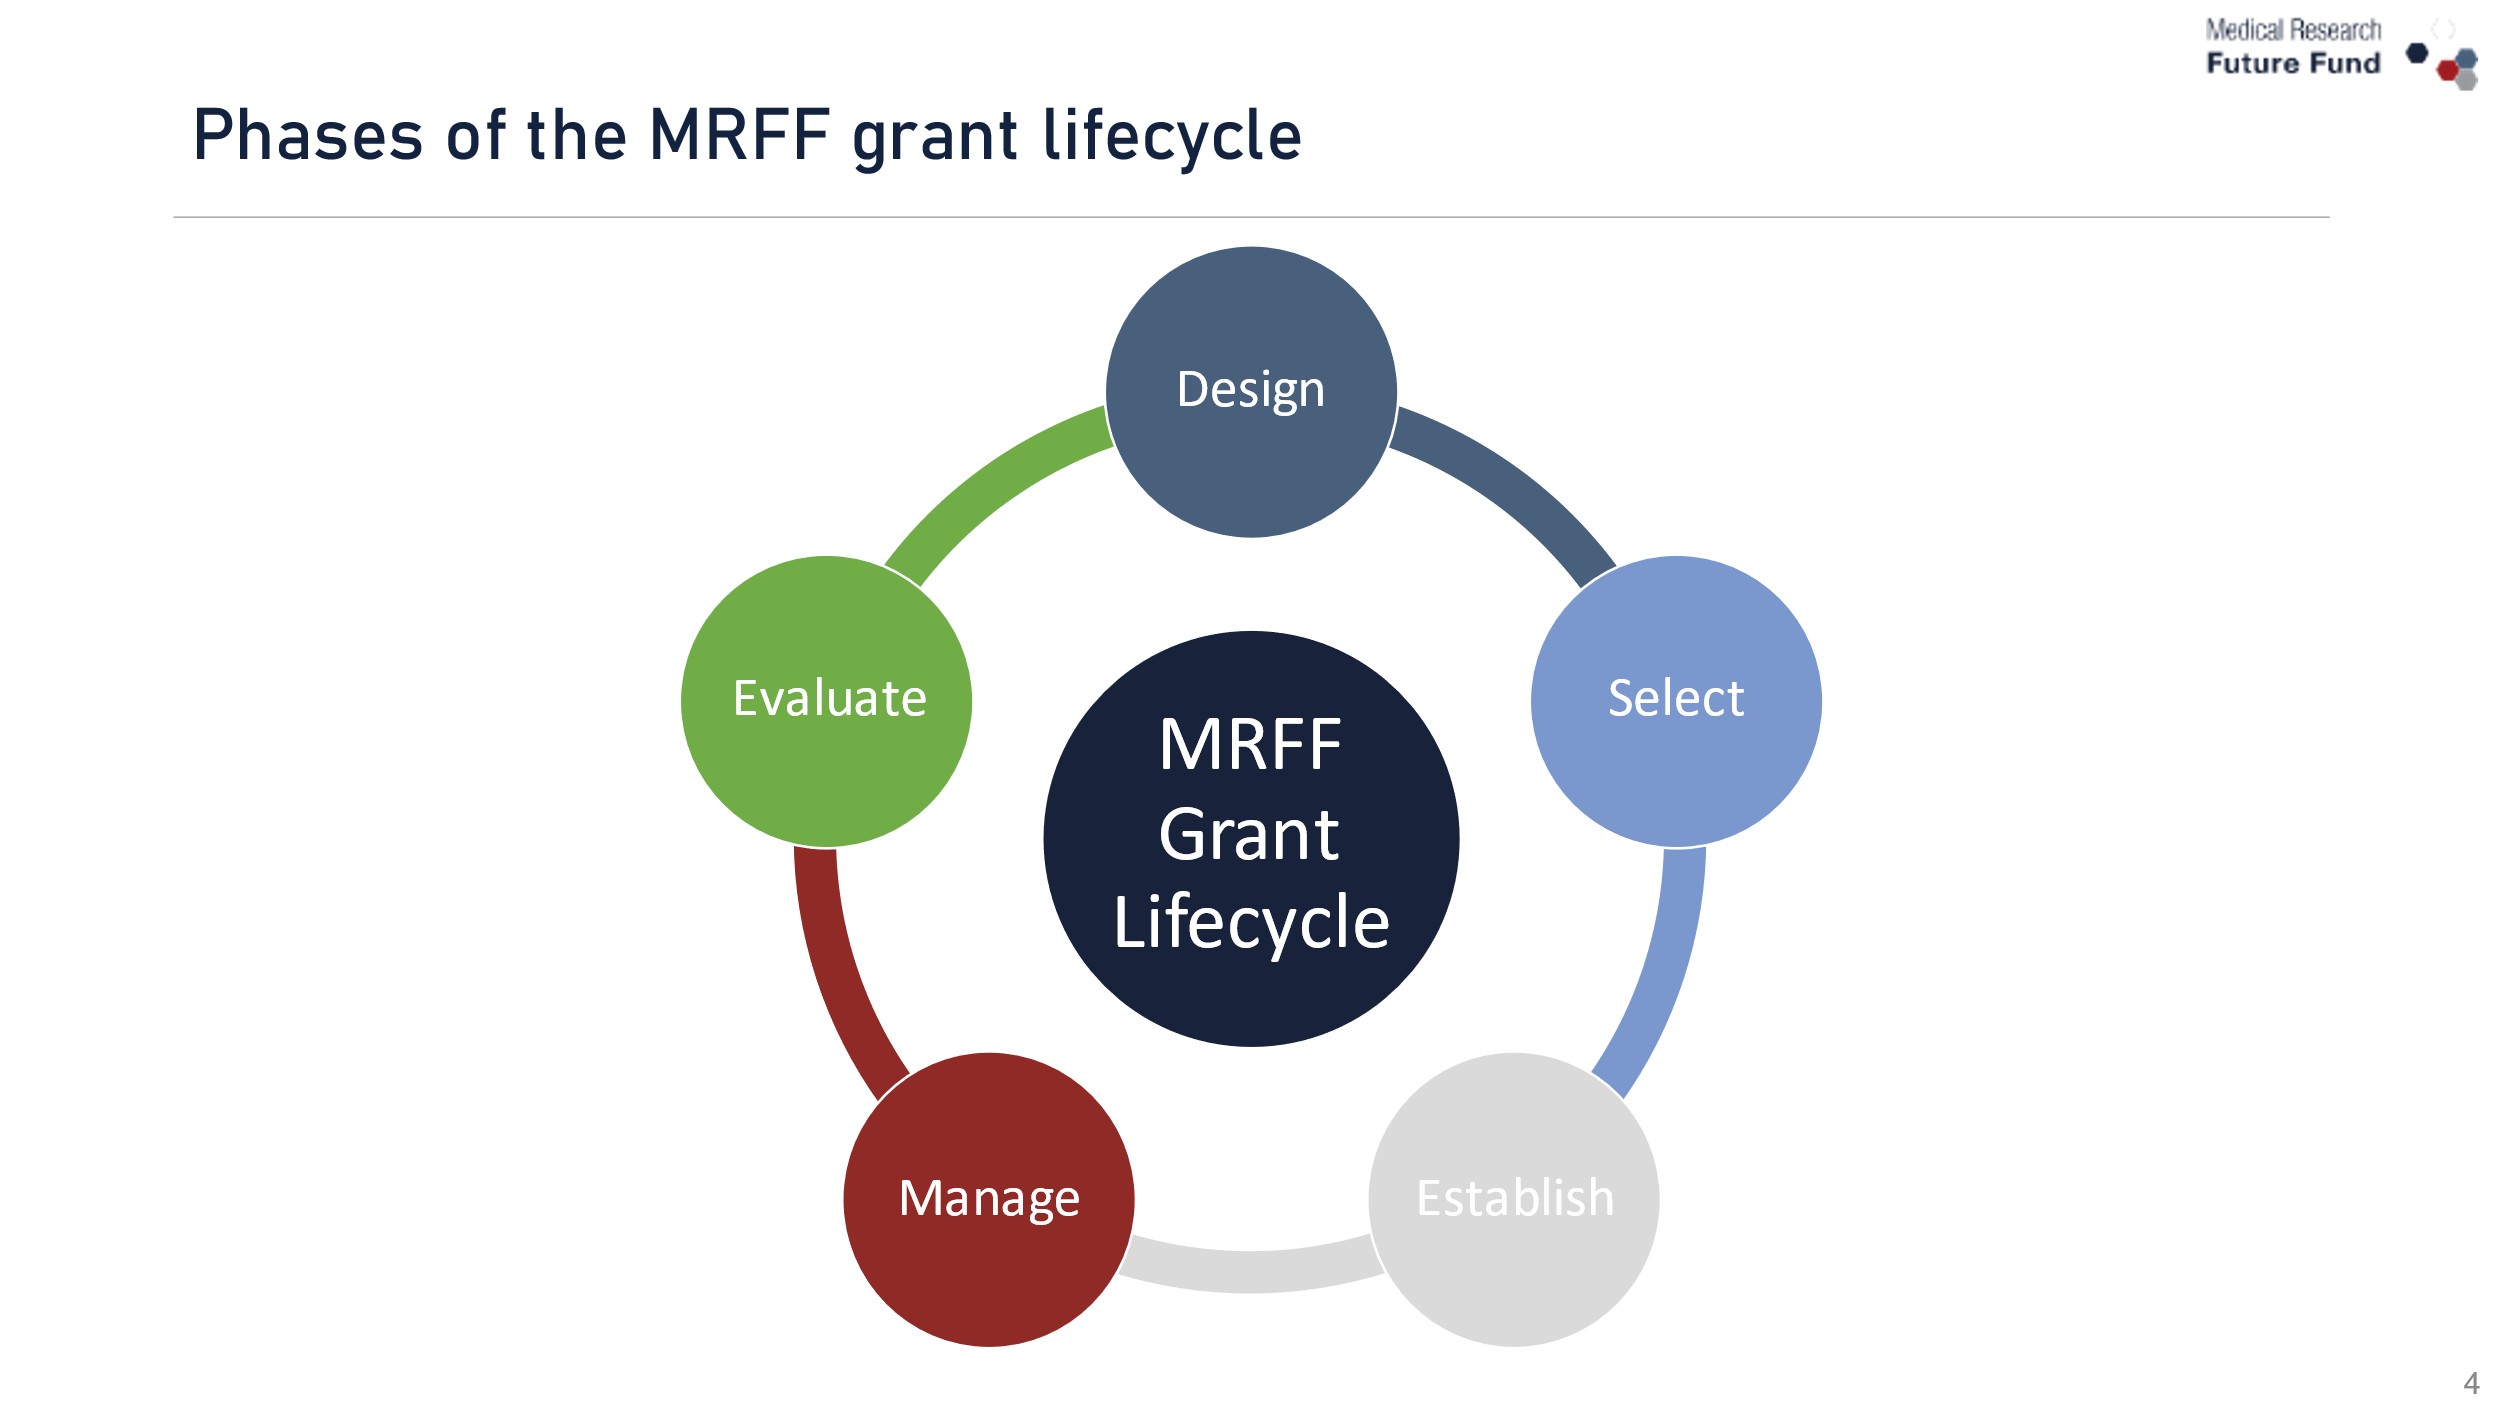 Medical Research
Future Fund
Phases of the MRFF grant lifecycle
Design
Select
Establish
Manage
Evaluate
MRFF
Grant
Lifecycle
4